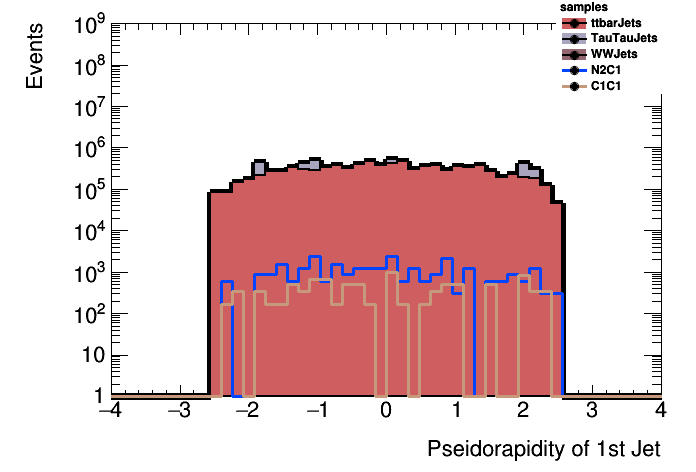 samples
ttbarJets
TauTauJets
WWJets
N2C1
C1C1
Events
10⁹
10⁸
10⁷
10⁶
10⁵
10⁴
10³
10²
10
1
−4 −3 −2 −1 0 1 2 3 4
Pseidorapidity of 1st Jet